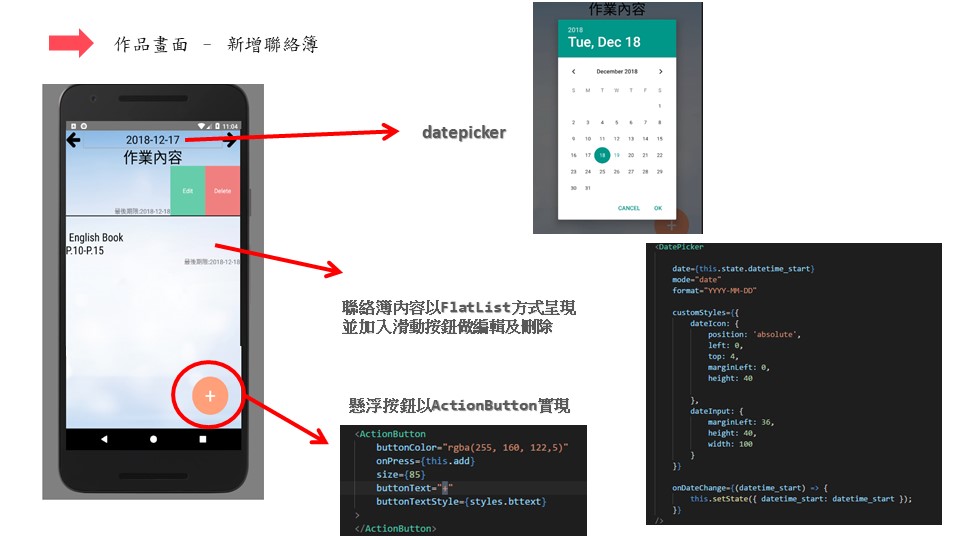 作品畫面 - 新增聯絡簿
11:04
2018-12-17
作業內容
Edit
Delete
最後期限:2018-12-18
English Book
P.10-P.15
最後期限:2018-12-18
+
datepicker
聯絡簿內容以FlatList方式呈現
並加入滑動按鈕做編輯及刪除
懸浮按鈕以ActionButton實現
<ActionButton
buttonColor="rgba(255, 160, 122,5)"
onPress={this.add}
size={85}
buttonText="+"
buttonTextStyle={styles.bttext}
>
</ActionButton>
作業內容
2018
Tue, Dec 18
December 2018
S M T W T F S
1
2 3 4 5 6 7 8
9 10 11 12 13 14 15
16 17 18 19 20 21 22
23 24 25 26 27 28 29
30 31
CANCEL OK
+
<DatePicker
date={this.state.datetime_start}
mode="date"
format="YYYY-MM-DD"
customStyles={{
dateIcon: {
position: 'absolute',
left: 0,
top: 4,
marginLeft: 0,
height: 40
},
dateInput: {
marginLeft: 36,
height: 40,
width: 100
}
}}
onDateChange={(datetime_start) => {
this.setState({ datetime_start: datetime_start });
}}
/>